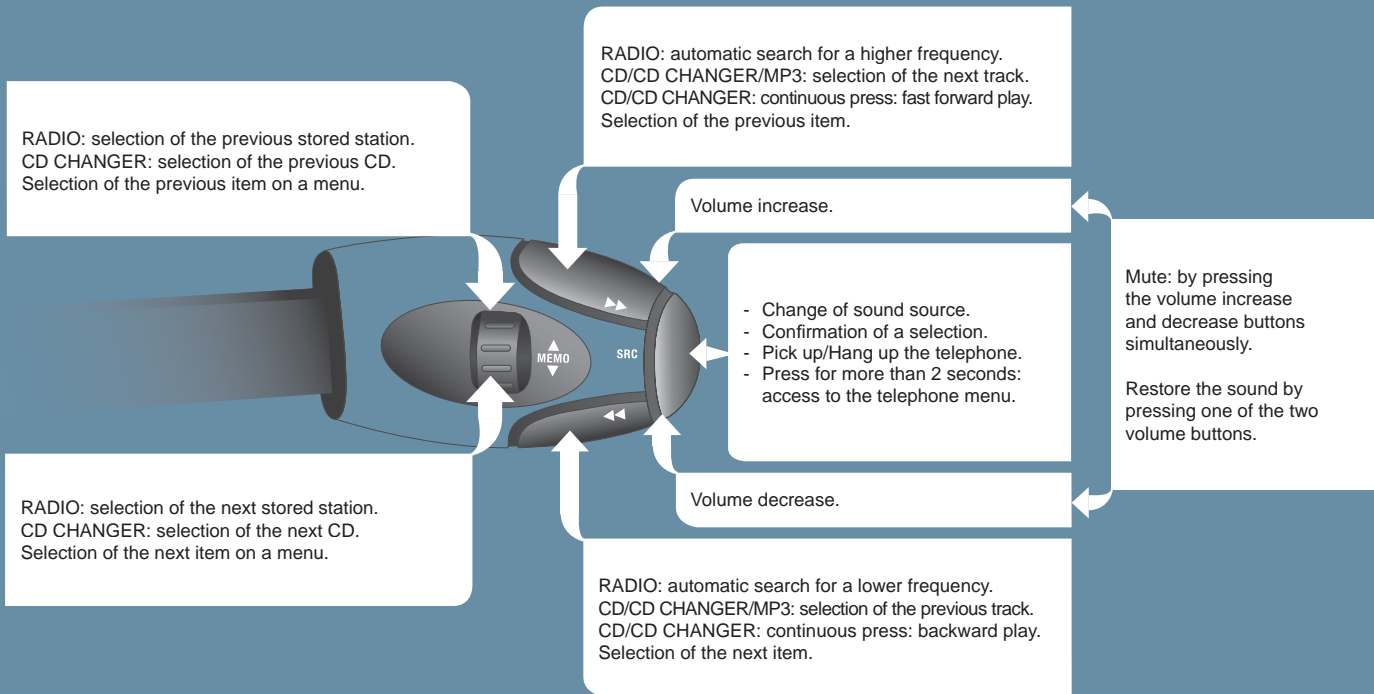 RADIO: automatic search for a higher frequency.
CD/CD CHANGER/MP3: selection of the next track.
CD/CD CHANGER: continuous press: fast forward play.
Selection of the previous item.
RADIO: selection of the previous stored station.
CD CHANGER: selection of the previous CD.
Selection of the previous item on a menu.
Volume increase.
- Change of sound source.
- Confirmation of a selection.
- Pick up/Hang up the telephone.
- Press for more than 2 seconds:
access to the telephone menu.
Mute: by pressing
the volume increase
and decrease buttons
simultaneously.
Restore the sound by
pressing one of the two
volume buttons.
MEMO
SRC
Volume decrease.
RADIO: selection of the next stored station.
CD CHANGER: selection of the next CD.
Selection of the next item on a menu.
RADIO: automatic search for a lower frequency.
CD/CD CHANGER/MP3: selection of the previous track.
CD/CD CHANGER: continuous press: backward play.
Selection of the next item.